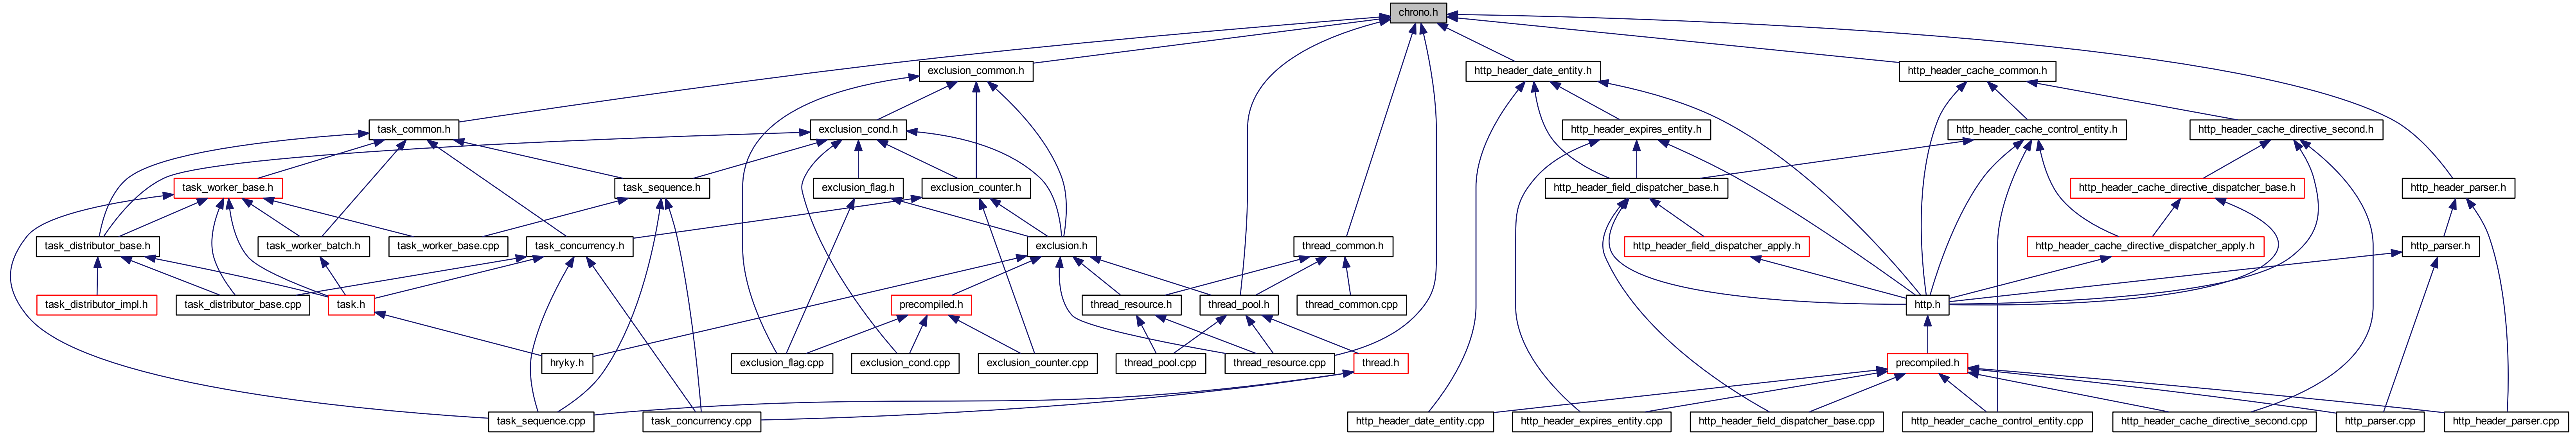 chrono.h
exclusion_common.h
http_header_date_entity.h
http_header_cache_common.h
task_common.h
exclusion_cond.h
http_header_expires_entity.h
http_header_cache_control_entity.h
http_header_cache_directive_second.h
task_worker_base.h
task_sequence.h
exclusion_flag.h
exclusion_counter.h
http_header_field_dispatcher_base.h
http_header_cache_directive_dispatcher_base.h
http_header_parser.h
task_distributor_base.h
task_worker_batch.h
task_worker_base.cpp
task_concurrency.h
exclusion.h
thread_common.h
http_header_field_dispatcher_apply.h
http_header_cache_directive_dispatcher_apply.h
http_parser.h
task_distributor_impl.h
task_distributor_base.cpp
task.h
precompiled.h
thread_resource.h
thread_pool.h
thread_common.cpp
http.h
hryky.h
exclusion_flag.cpp
exclusion_cond.cpp
exclusion_counter.cpp
thread_pool.cpp
thread_resource.cpp
thread.h
precompiled.h
task_sequence.cpp
task_concurrency.cpp
http_header_date_entity.cpp
http_header_expires_entity.cpp
http_header_field_dispatcher_base.cpp
http_header_cache_control_entity.cpp
http_header_cache_directive_second.cpp
http_parser.cpp
http_header_parser.cpp